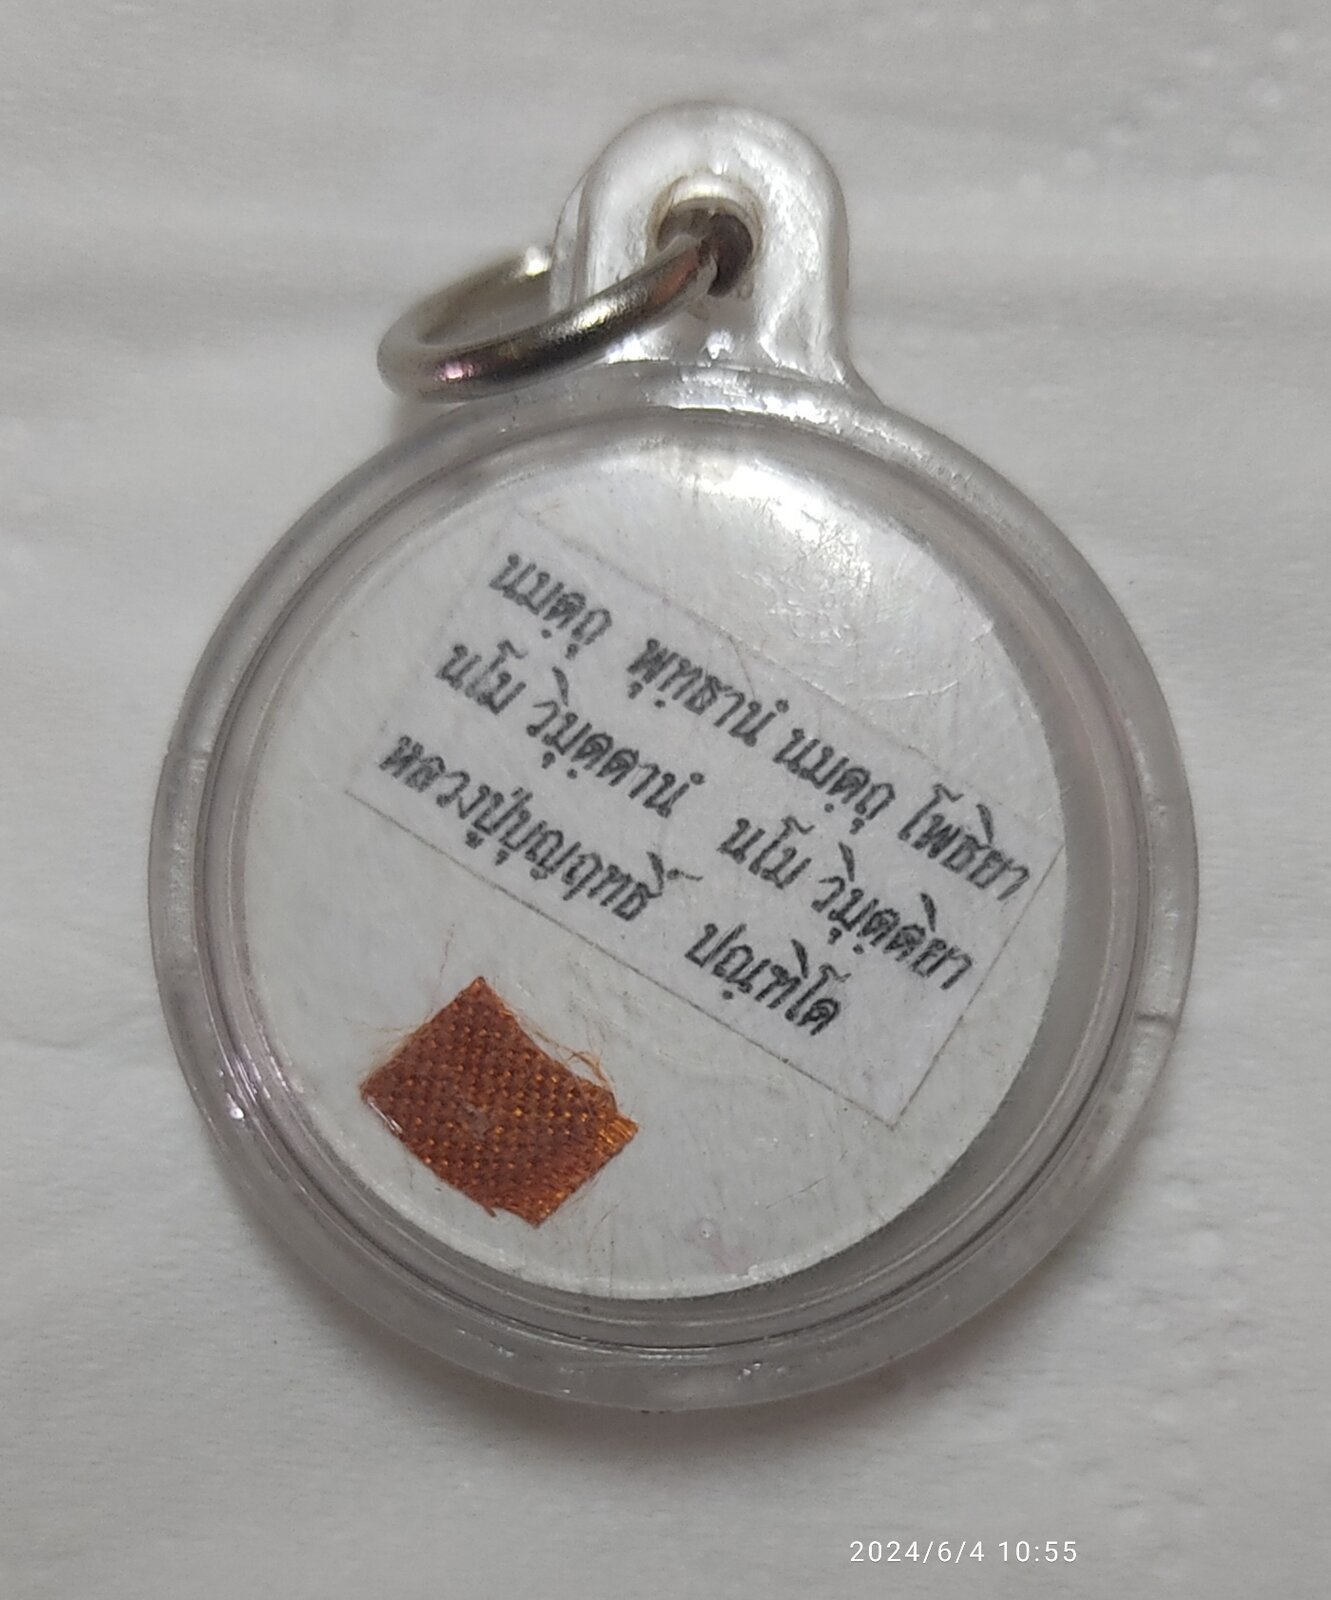 นมตฺถุ พุทฺธานํ นมตฺถุ โพธิยา
นโม วิมุตฺตานํ นโม วิมุตฺติยา
หลวงปู่บุญฤทธิ์ ปณฺฑิโต
2024/6/4 10:55